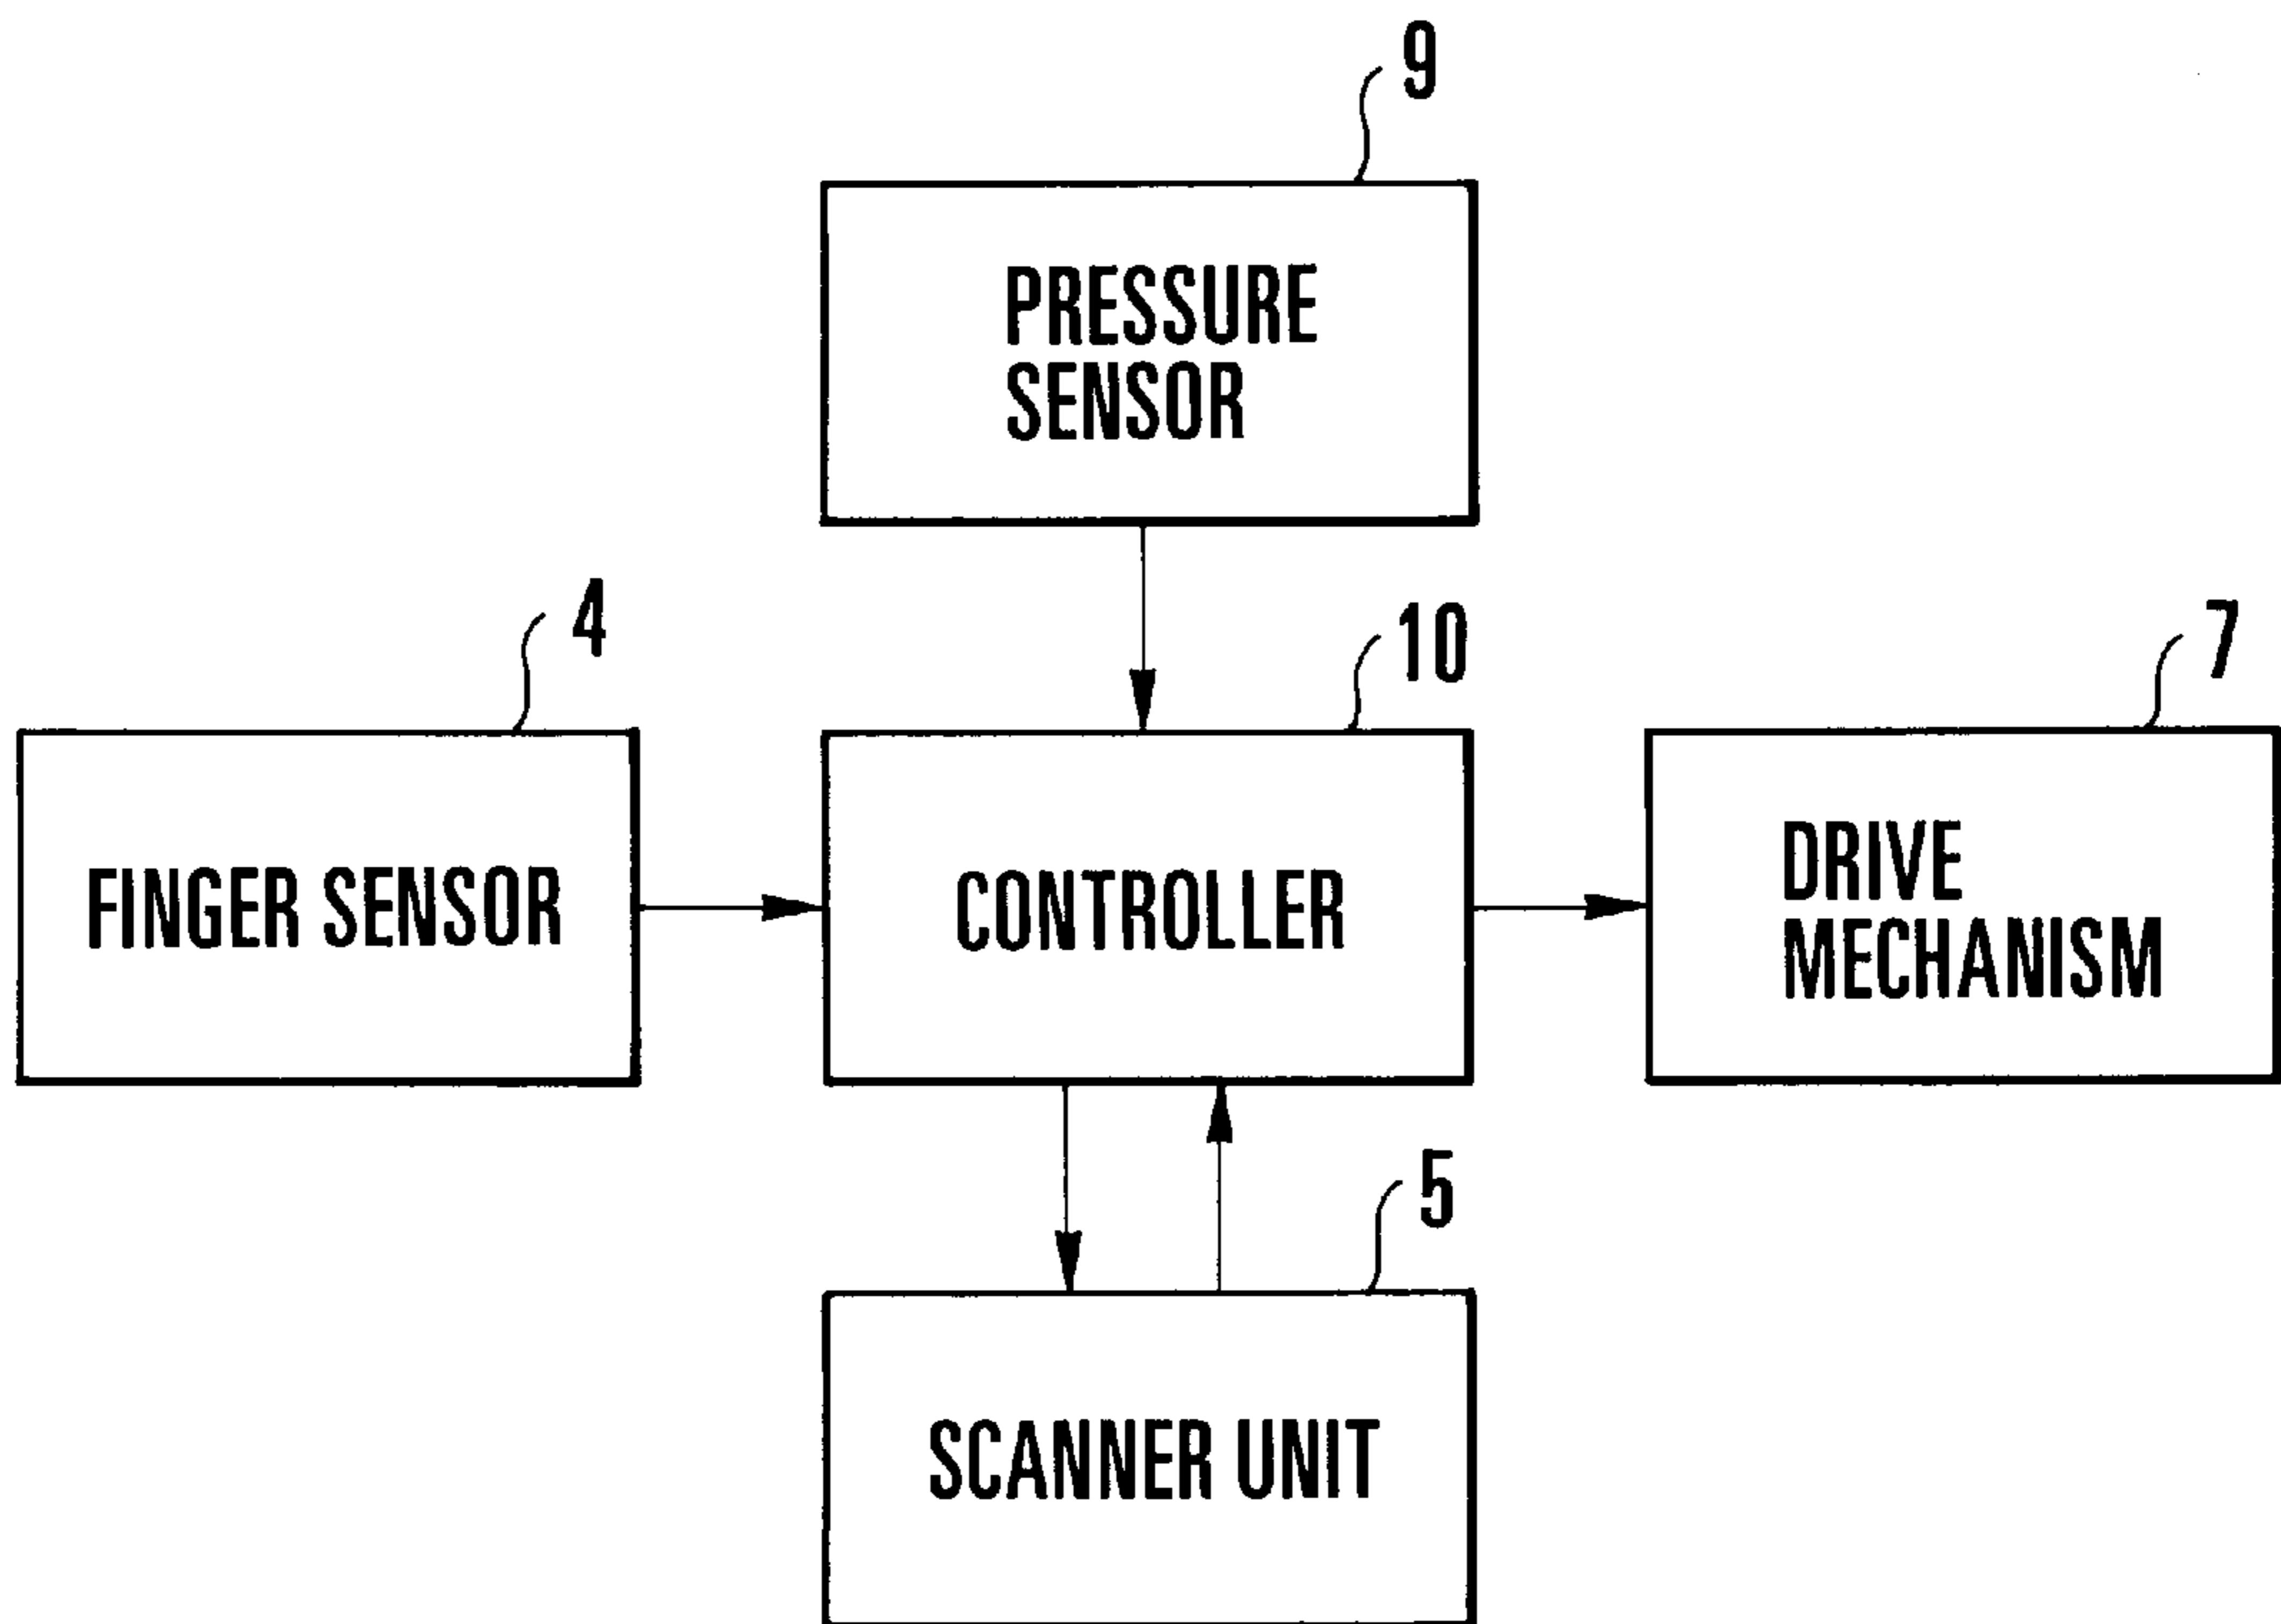 9
PRESSURE
SENSOR
4
10
7
FINGER SENSOR
CONTROLLER
DRIVE
MECHANISM
5
SCANNER UNIT